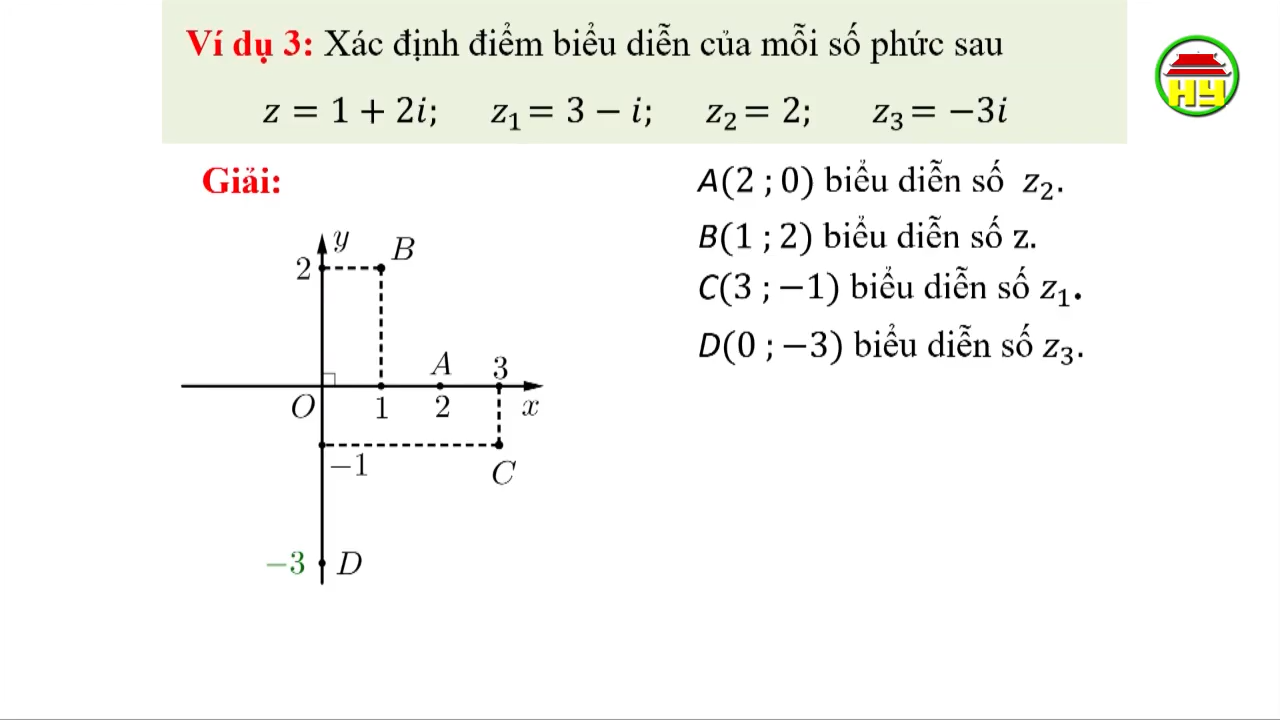 Ví dụ 3: Xác định điểm biểu diễn của mỗi số phức sau
z = 1 + 2i; z₁ = 3 − i; z₂ = 2; z₃ = −3i
HY
Giải:
A(2 ; 0) biểu diễn số z₂.
B(1 ; 2) biểu diễn số z.
C(3 ; −1) biểu diễn số z₁.
D(0 ; −3) biểu diễn số z₃.
y
B
2
A
3
O
1
2
x
−1
C
−3
D